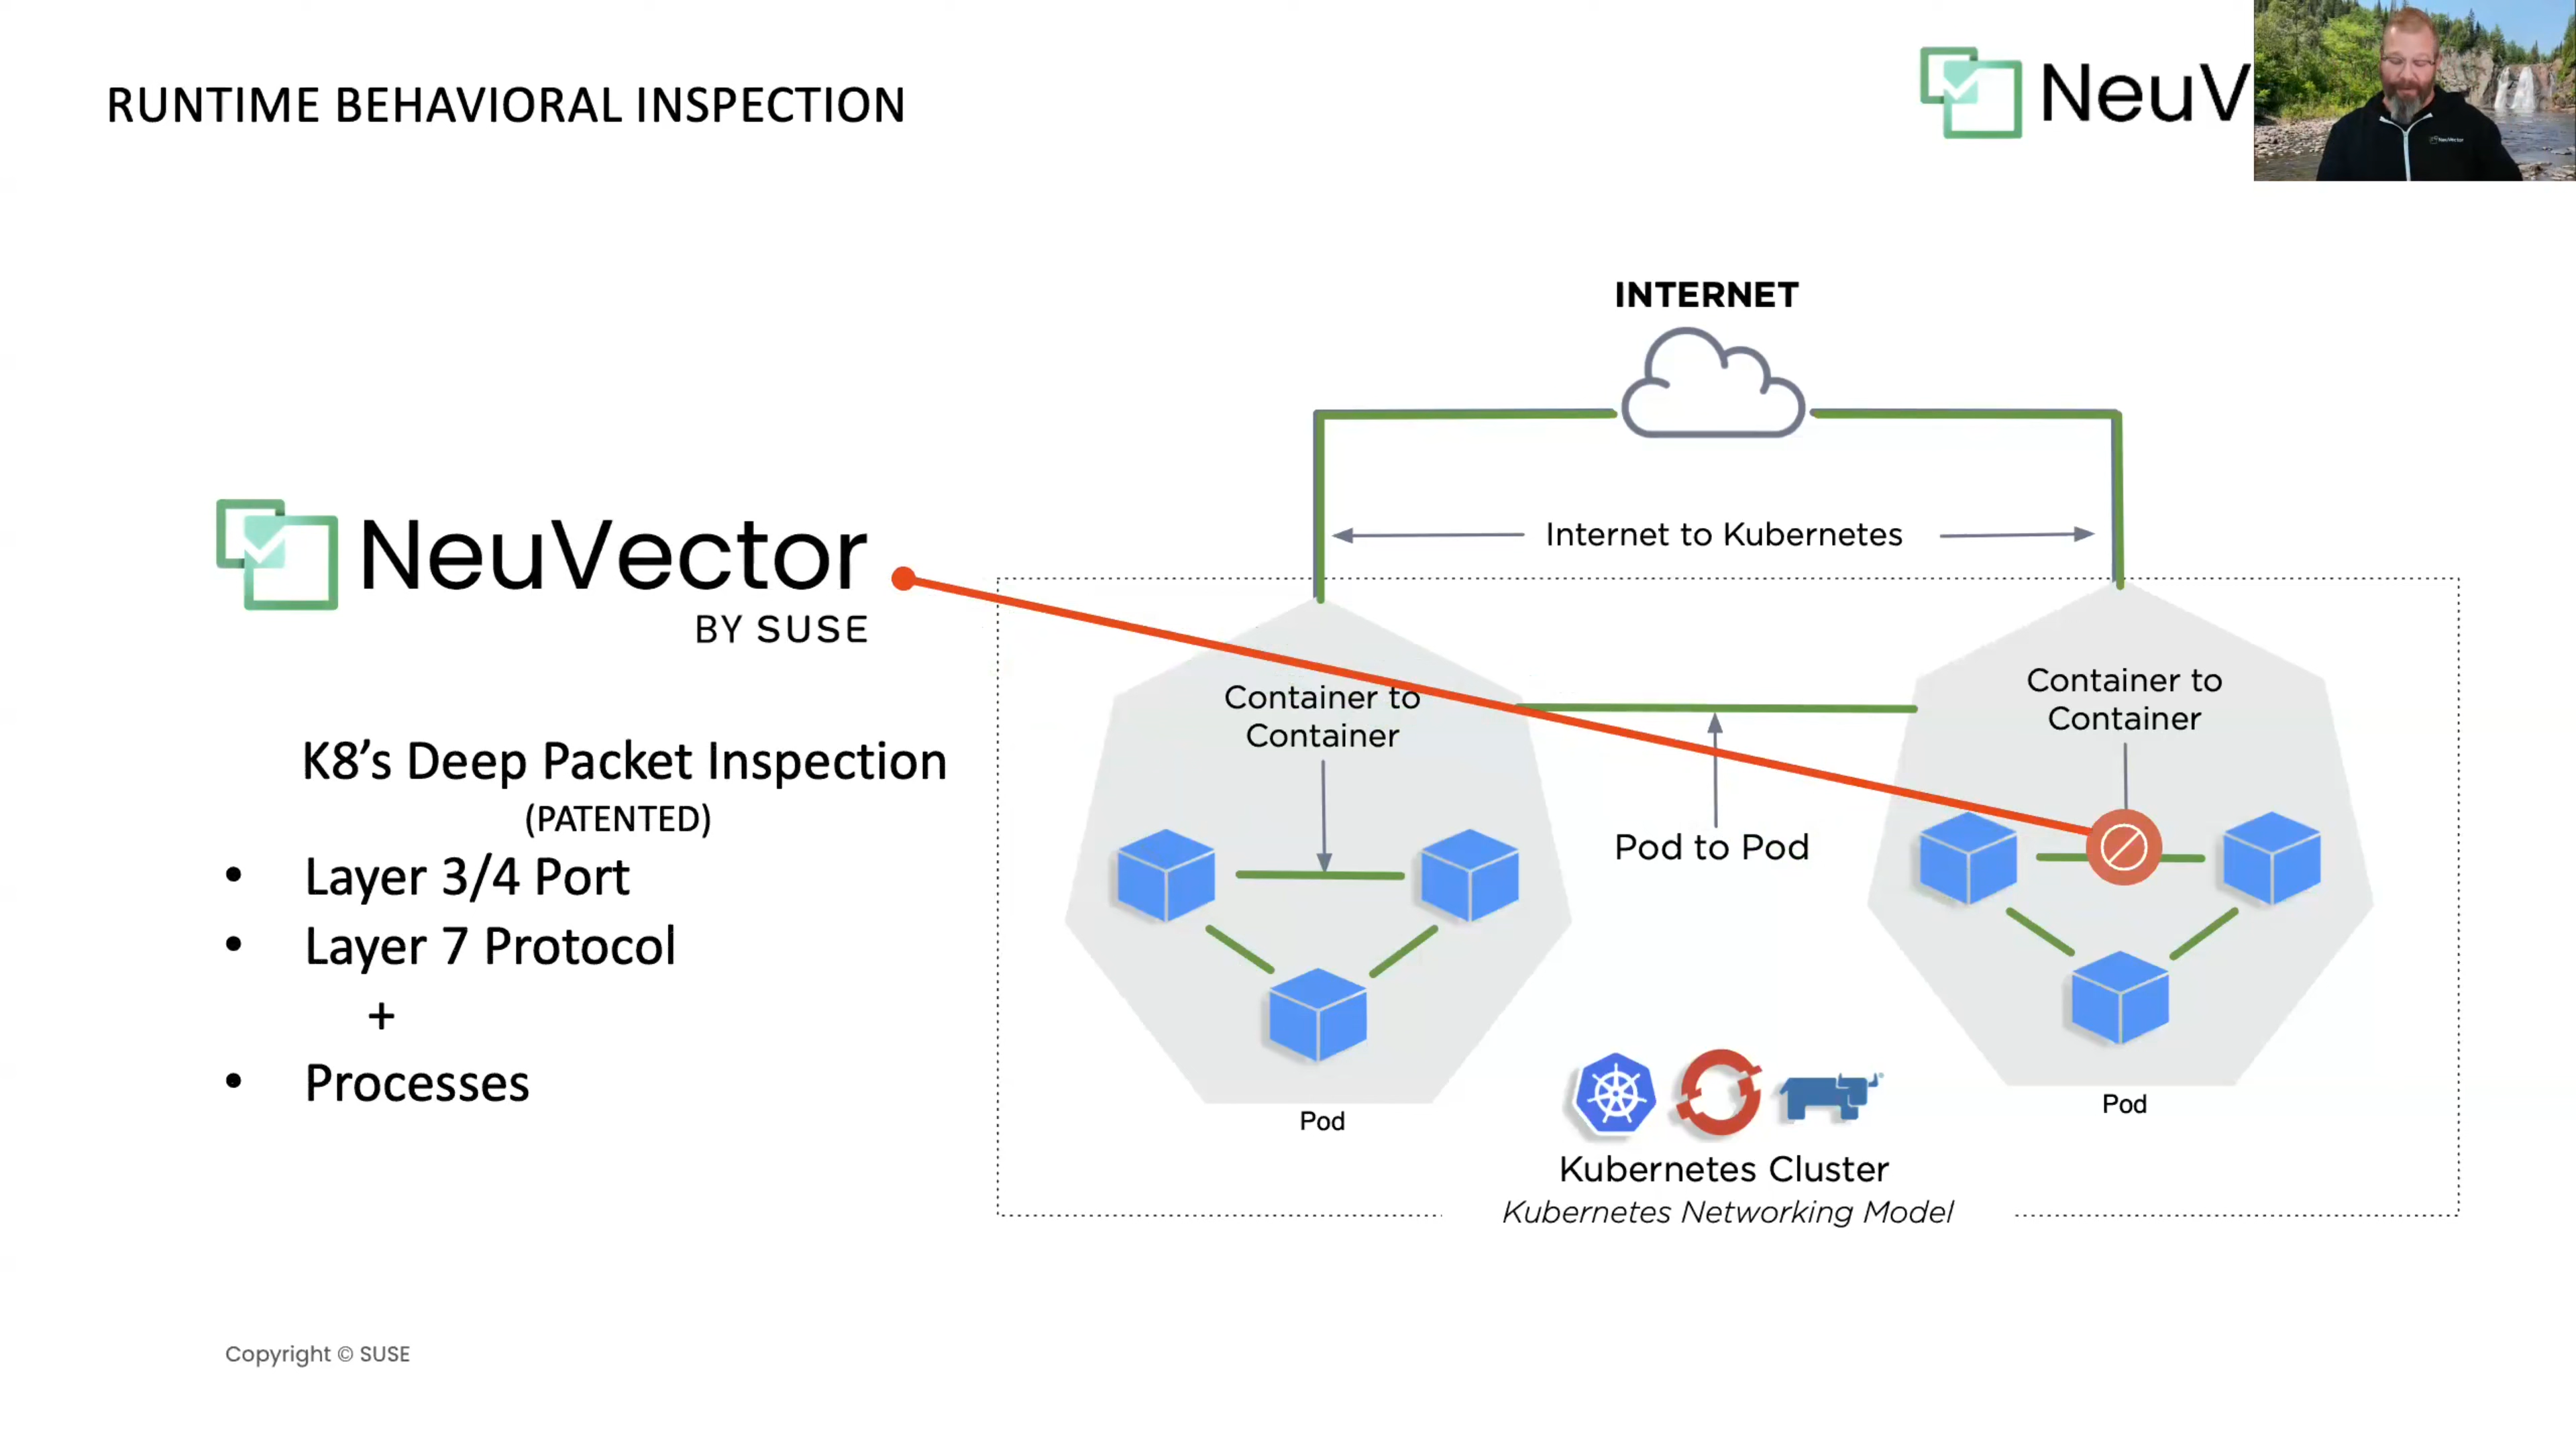 RUNTIME BEHAVIORAL INSPECTION
NeuV
INTERNET
Internet to Kubernetes
NeuVector
BY SUSE
K8’s Deep Packet Inspection
(PATENTED)
• Layer 3/4 Port
• Layer 7 Protocol
+
• Processes
Container to
Container
Pod to Pod
Container to
Container
Pod
Pod
Kubernetes Cluster
Kubernetes Networking Model
Copyright © SUSE